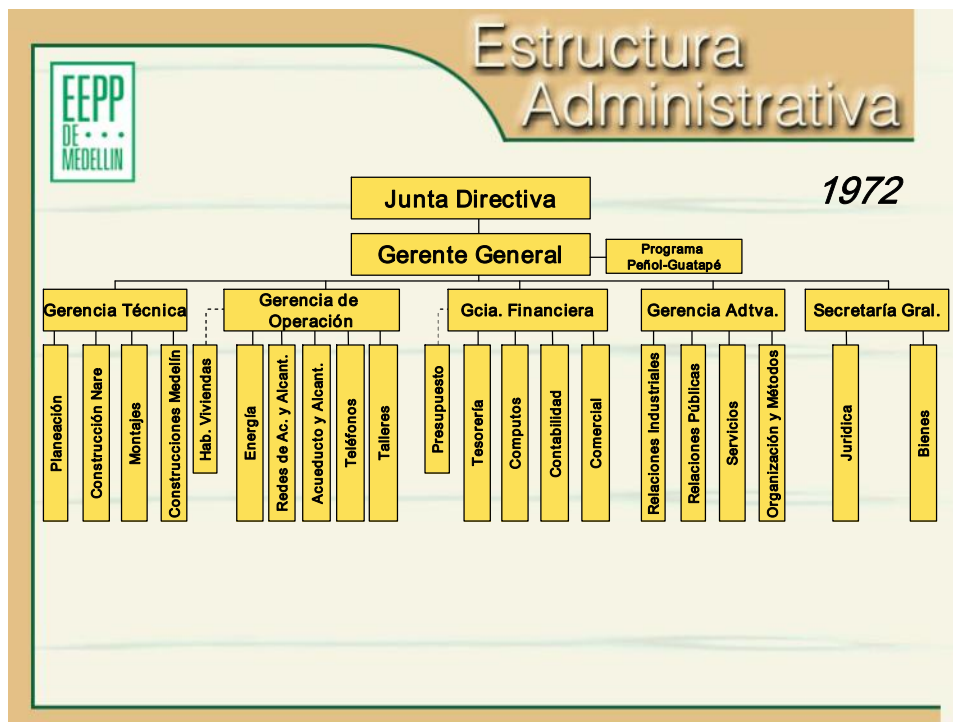 Estructura
Administrativa
EEPP
DE
MEDELLIN
1972
Junta Directiva
Gerente General
Programa
Peñol-Guatapé
Gerencia Técnica
Gerencia de
Operación
Gcia. Financiera
Gerencia Adtva.
Secretaría Gral.
Planeación
Construcción Nare
Montajes
Construcciones Medellín
Hab. Viviendas
Energía
Redes de Ac. y Alcant.
Acueducto y Alcant.
Teléfonos
Talleres
Presupuesto
Tesorería
Computos
Contabilidad
Comercial
Relaciones Industriales
Relaciones Públicas
Servicios
Organización y Métodos
Juridica
Bienes